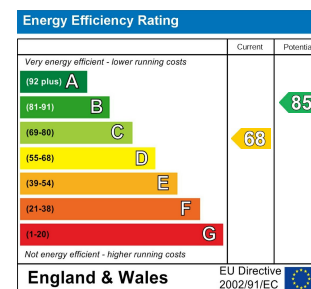 Energy Efficiency Rating
Current
Potentia
Very energy efficient - lower running costs
(92 plus) A
(81-91) B
(69-80) C
(55-68) D
(39-54) E
(21-38) F
(1-20) G
68
85
Not energy efficient - higher running costs
England & Wales
EU Directive
2002/91/EC